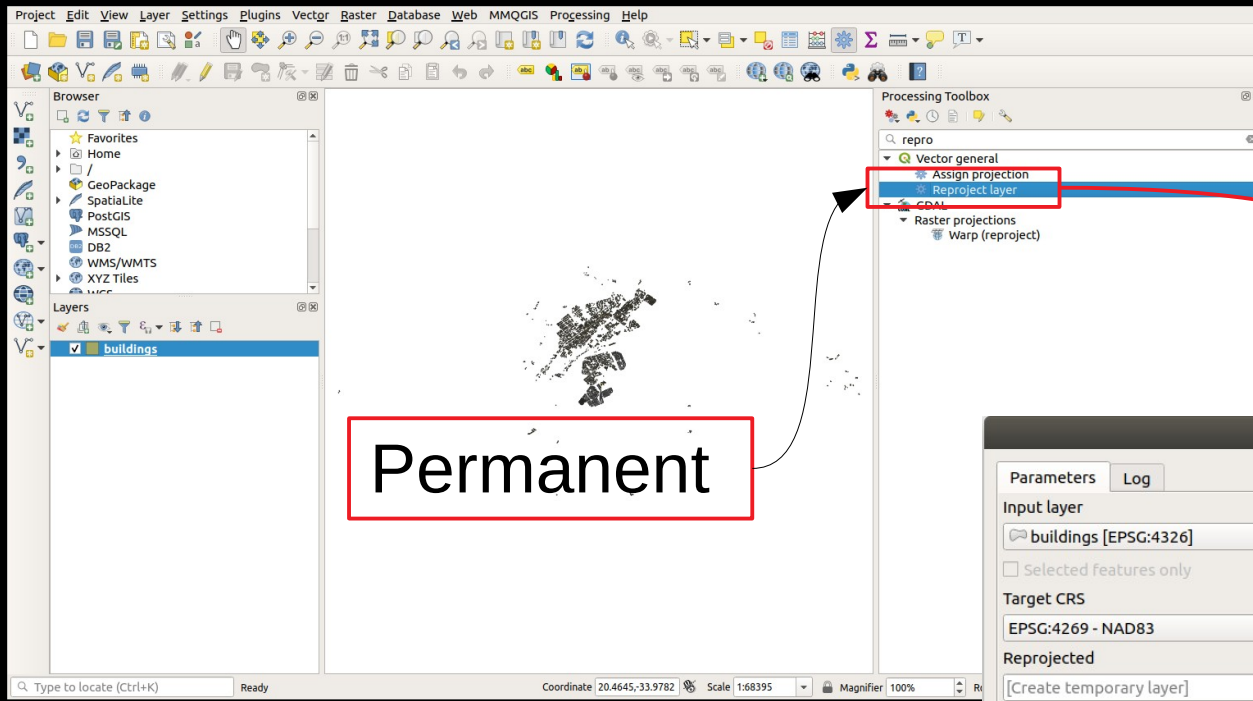 Project Edit View Layer Settings Plugins Vector Raster Database Web MMQGIS Processing Help
Browser
Favorites
Home
/
GeoPackage
SpatiaLite
PostGIS
MSSQL
DB2
WMS/WMTS
XYZ Tiles
WCS
Layers
buildings
Permanent
Processing Toolbox
repro
Vector general
Assign projection
Reproject layer
GDAL
Raster projections
Warp (reproject)
Parameters Log
Input layer
buildings [EPSG:4326]
Selected features only
Target CRS
EPSG:4269 - NAD83
Reprojected
[Create temporary layer]
Type to locate (Ctrl+K) Ready Coordinate 20.4645,-33.9782 Scale 1:68395 Magnifier 100%